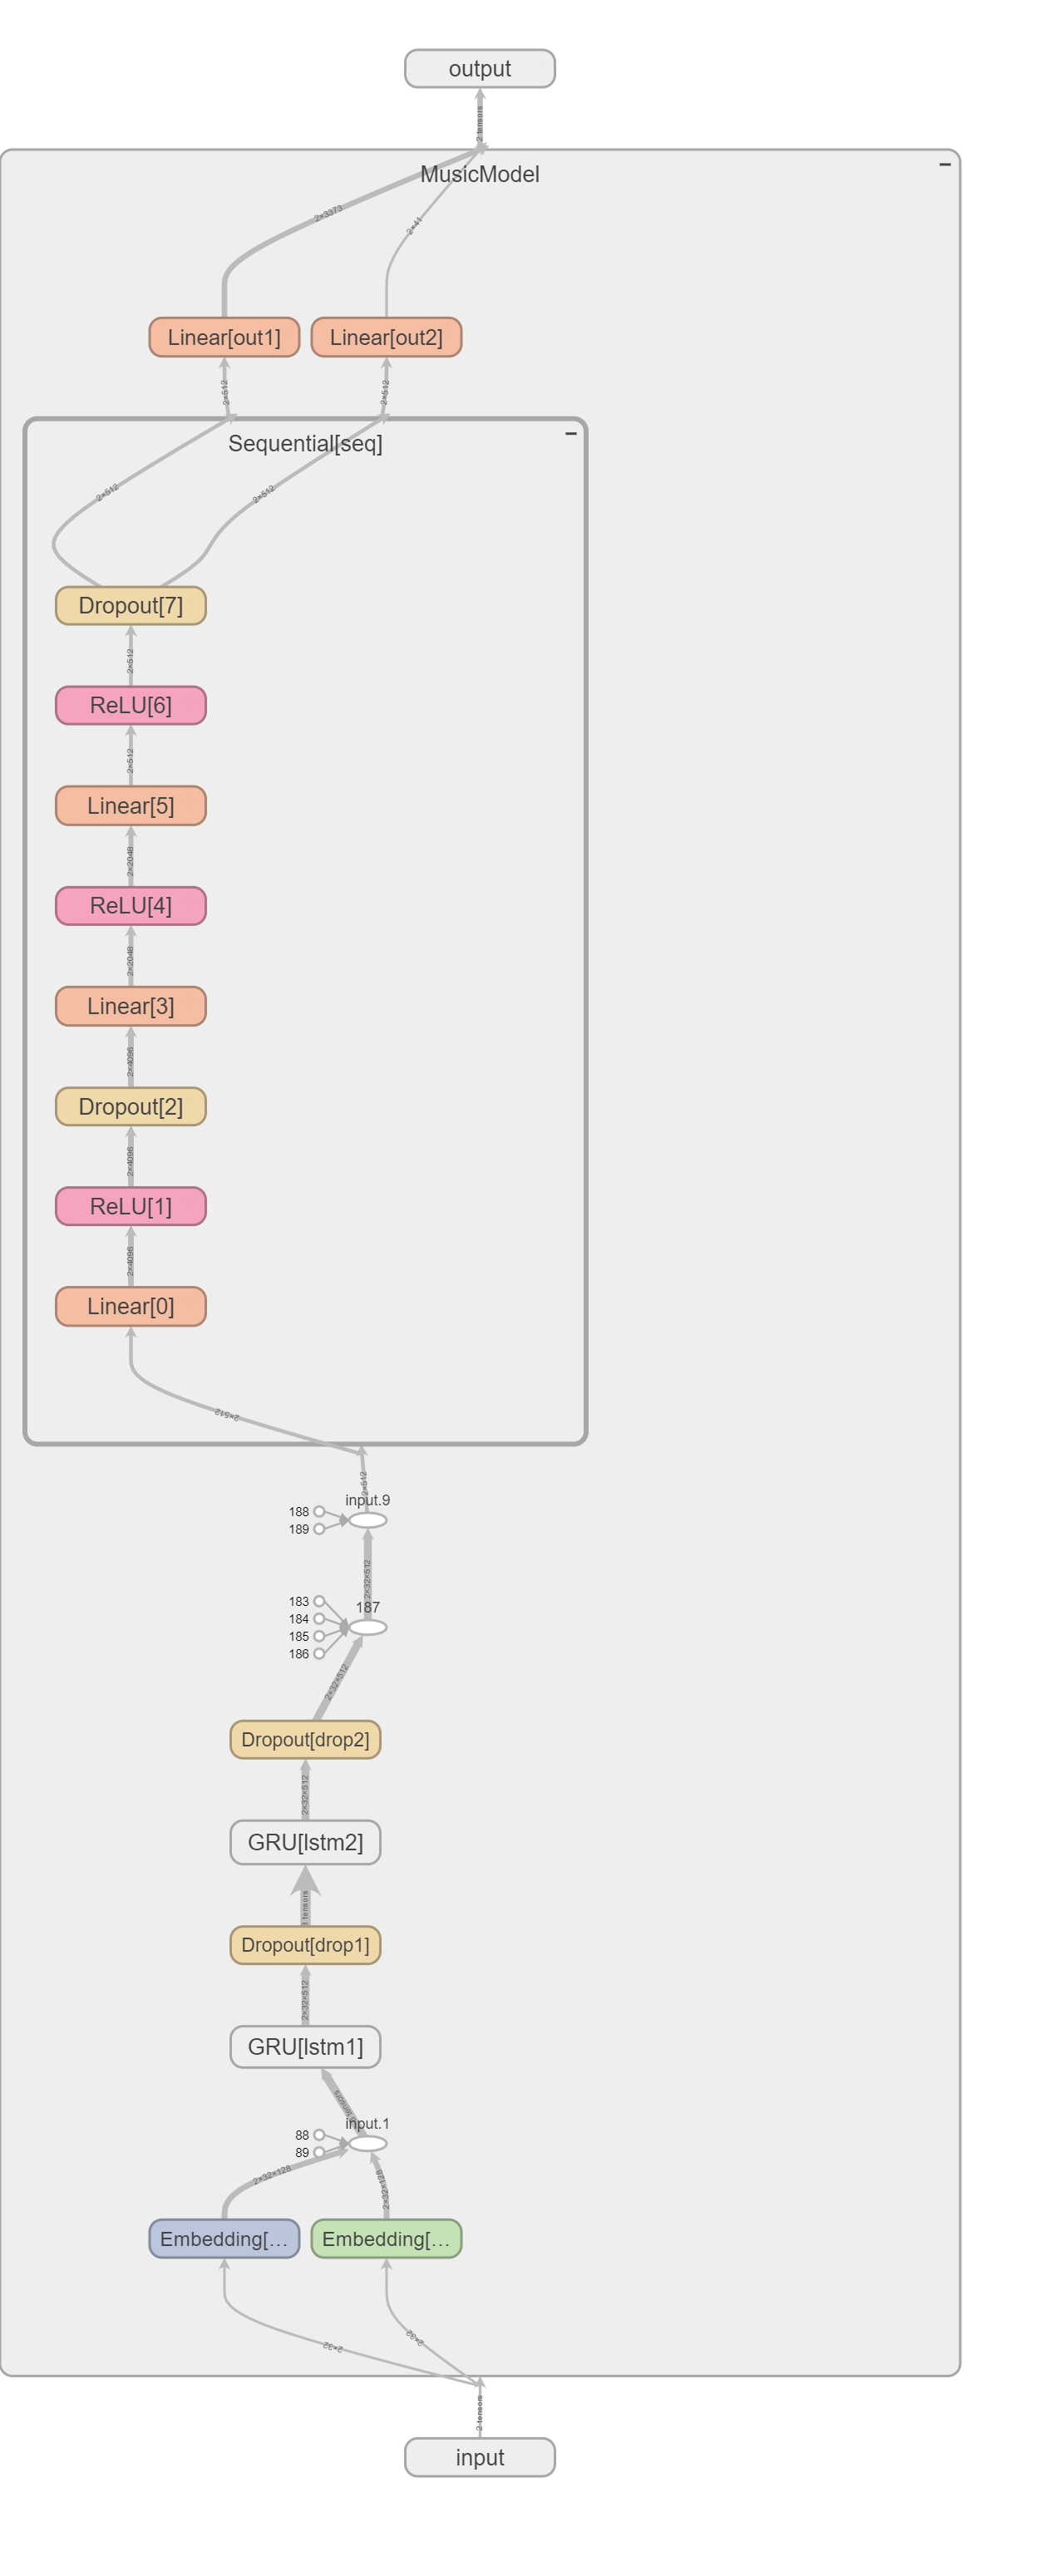 output
2 tensors
MusicModel
2×3373
2×41
Linear[out1]
Linear[out2]
2×512
2×512
Sequential[seq]
2×512
2×512
Dropout[7]
2×512
ReLU[6]
2×512
Linear[5]
2×2048
ReLU[4]
2×2048
Linear[3]
2×4096
Dropout[2]
2×4096
ReLU[1]
2×4096
Linear[0]
2×512
2×512
input.9
188
189
2×32×512
187
183
184
185
186
2×32×512
Dropout[drop2]
2×32×512
GRU[lstm2]
tensors
Dropout[drop1]
2×32×512
GRU[lstm1]
tensors
input.1
88
89
2×32×128
2×32×128
Embedding[…
Embedding[…
2×32
2×32
2 tensors
input